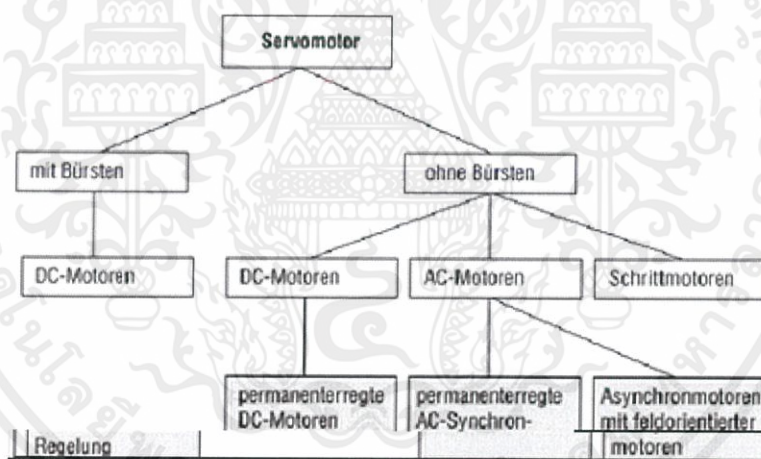 Servomotor
mit Bürsten
ohne Bürsten
DC-Motoren
DC-Motoren
AC-Motoren
Schrittmotoren
permanenterregte
DC-Motoren
permanenterregte
AC-Synchron-
Asynchronmotoren
mit feldorientierter
Regelung
motoren